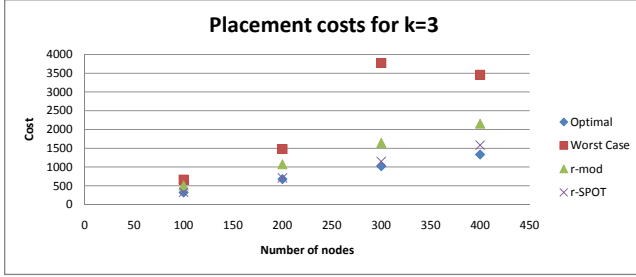 Placement costs for k=3
4000
3500
3000
2500
2000
1500
1000
500
0
Cost
0 50 100 150 200 250 300 350 400 450
Number of nodes
Optimal
Worst Case
r-mod
r-SPOT